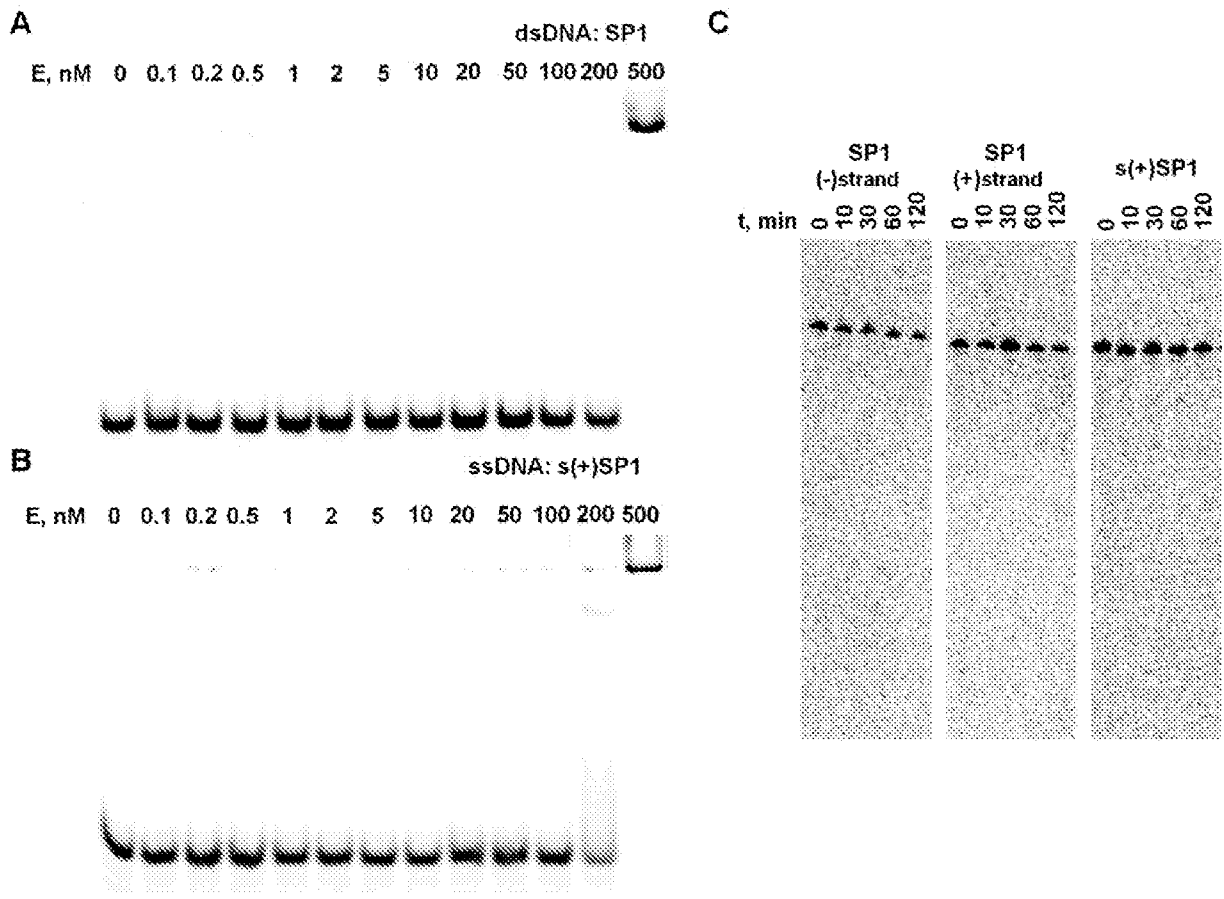 A
dsDNA: SP1
E, nM 0 0.1 0.2 0.5 1 2 5 10 20 50 100 200 500
B
ssDNA: s(+)SP1
E, nM 0 0.1 0.2 0.5 1 2 5 10 20 50 100 200 500
C
SP1
(-)strand
SP1
(+)strand
s(+)SP1
t, min 0 10 30 60 120 0 10 30 60 120 0 10 30 60 120